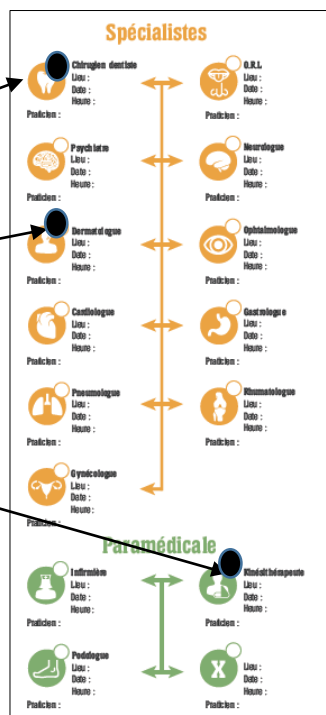 Spécialistes
Chirugien dentiste
Lieu :
Date :
Heure :
Praticien :
O.R.L
Lieu :
Date :
Heure :
Praticien :
Psychiatre
Lieu :
Date :
Heure :
Praticien :
Neurologue
Lieu :
Date :
Heure :
Praticien :
Dermatologue
Lieu :
Date :
Heure :
Praticien :
Ophtalmologue
Lieu :
Date :
Heure :
Praticien :
Cardiologue
Lieu :
Date :
Heure :
Praticien :
Gastrologue
Lieu :
Date :
Heure :
Praticien :
Pneumologue
Lieu :
Date :
Heure :
Praticien :
Rhumatologue
Lieu :
Date :
Heure :
Praticien :
Gynécologue
Lieu :
Date :
Heure :
Praticien :
Paramédicale
Infirmière
Lieu :
Date :
Heure :
Praticien :
Kinésithérapeute
Lieu :
Date :
Heure :
Praticien :
Podologue
Lieu :
Date :
Heure :
Praticien :
X
Lieu :
Date :
Heure :
Praticien :